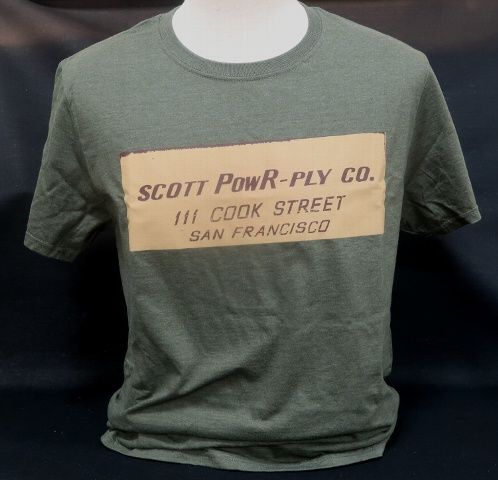 SCOTT PowR-PLY CO.
111 COOK STREET
SAN FRANCISCO